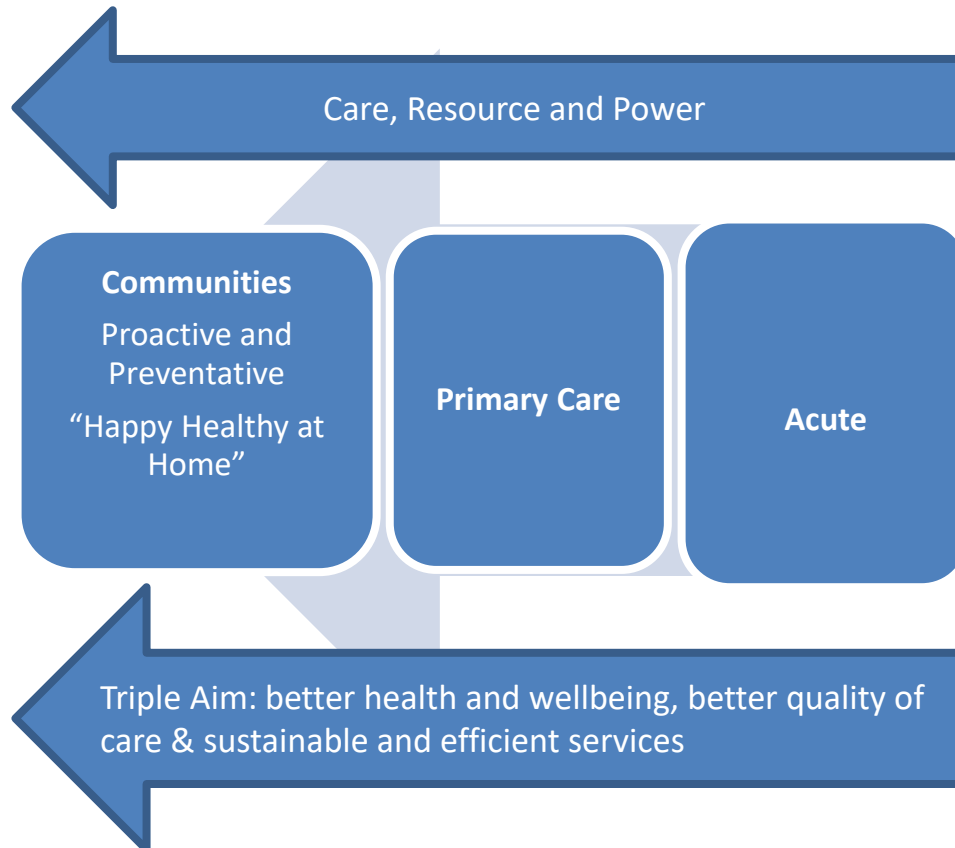 Care, Resource and Power
Communities
Proactive and
Preventative
“Happy Healthy at
Home”
Primary Care
Acute
Triple Aim: better health and wellbeing, better quality of
care & sustainable and efficient services